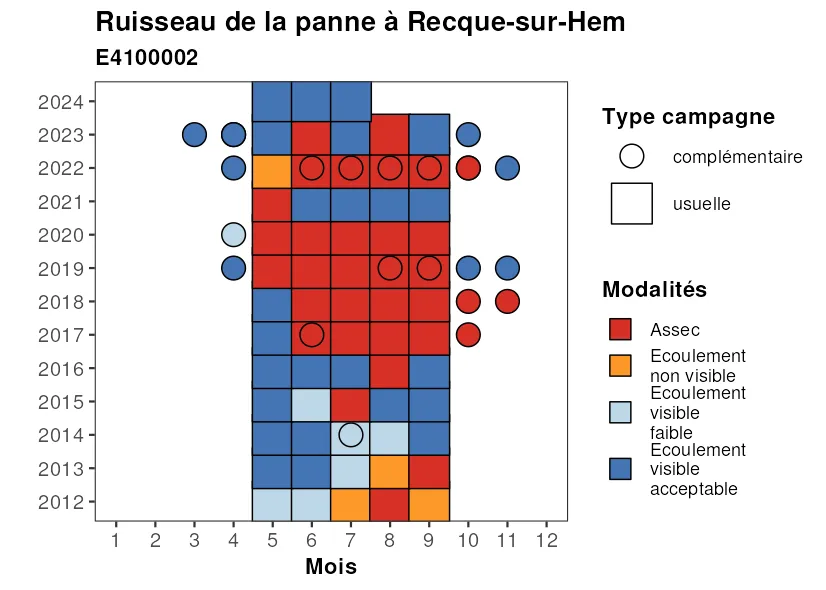 Ruisseau de la panne à Recque-sur-Hem
E4100002
2024
2023
2022
2021
2020
2019
2018
2017
2016
2015
2014
2013
2012
1 2 3 4 5 6 7 8 9 10 11 12
Mois
Type campagne
complémentaire
usuelle
Modalités
Assec
Ecoulement
non visible
Ecoulement
visible
faible
Ecoulement
visible
acceptable